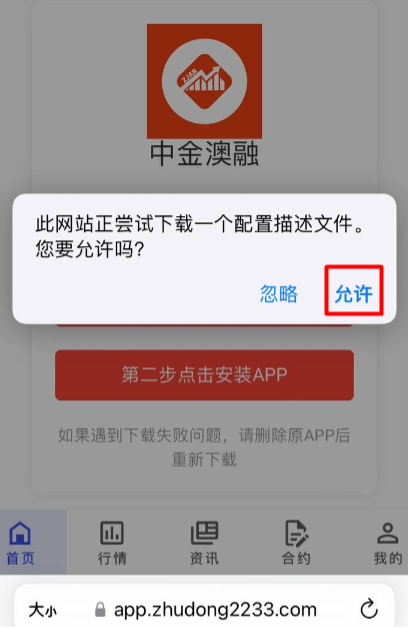 ZJAR
中金澳融
此网站正尝试下载一个配置描述文件。
您要允许吗？
忽略 允许
第二步点击安装APP
如果遇到下载失败问题，请删除原APP后
重新下载
首页 行情 资讯 合约 我的
大小 app.zhudong2233.com